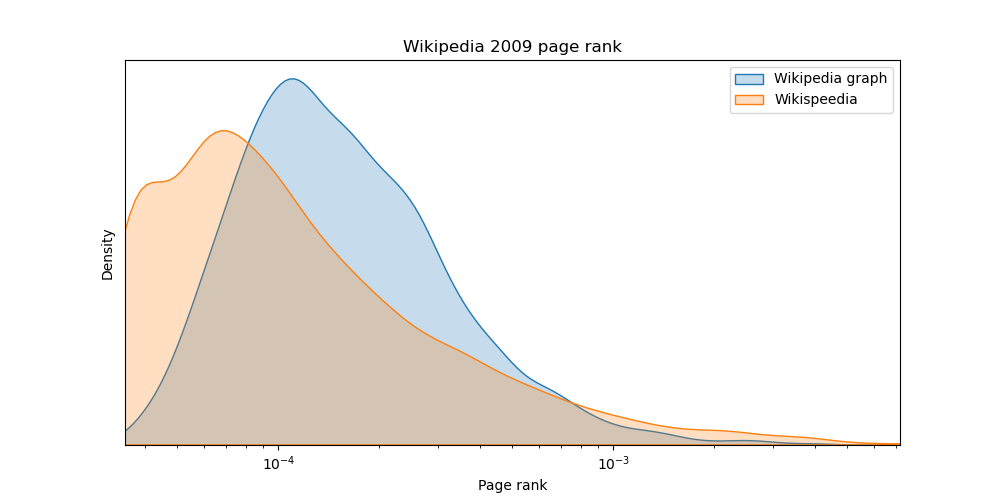 Wikipedia 2009 page rank
Wikipedia graph
Wikispeedia
Density
10⁻⁴
10⁻³
Page rank